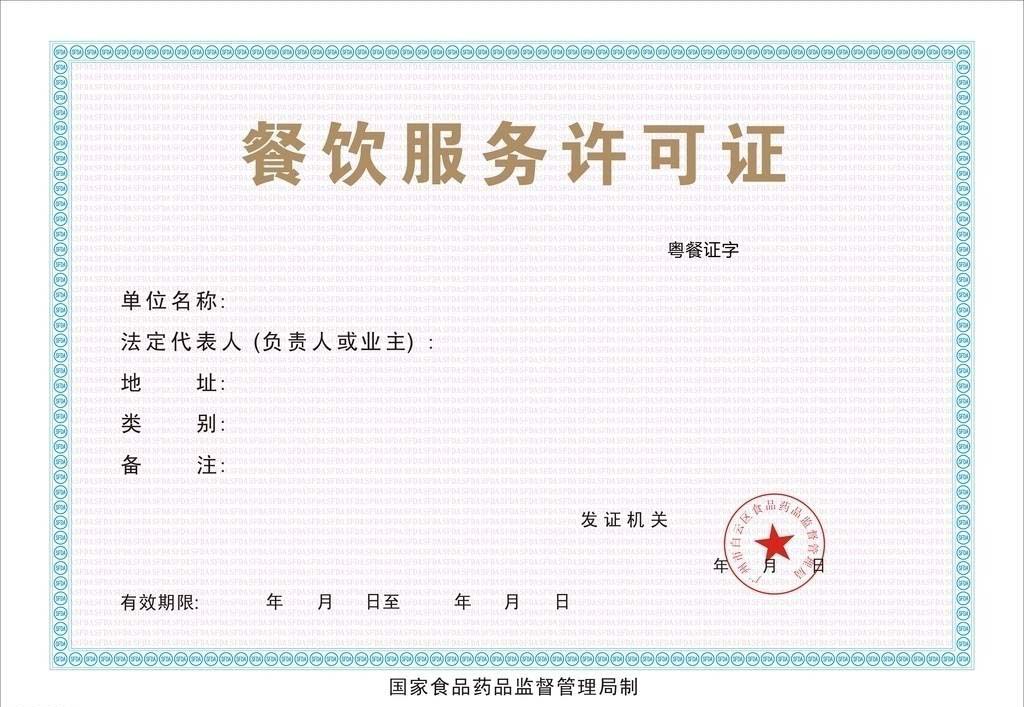 餐饮服务许可证
粤餐证字
单位名称:
法定代表人 (负责人或业主) :
地 址:
类 别:
备 注:
发证机关
广州市白云区食品药品监督管理局
年 月 日
有效期限: 年 月 日至 年 月 日
国家食品药品监督管理局制